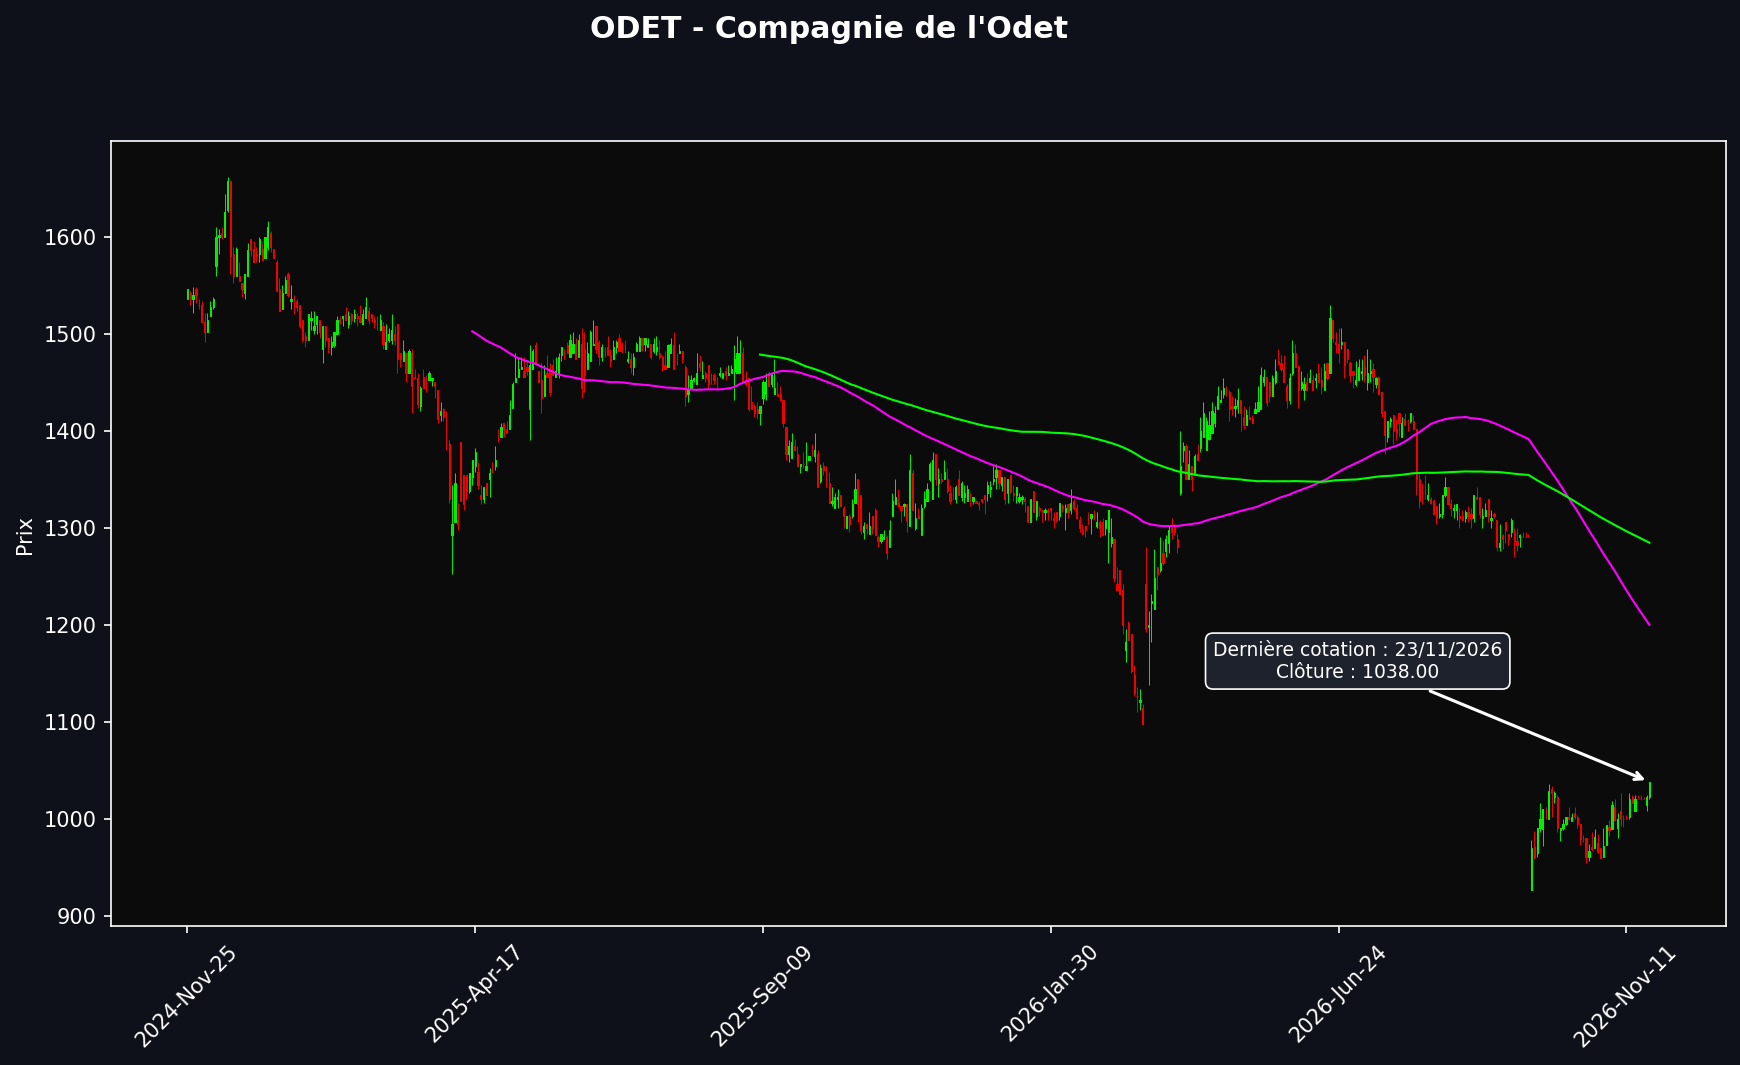 ODET - Compagnie de l'Odet
Prix
1600
1500
1400
1300
1200
1100
1000
900
Dernière cotation : 23/11/2026
Clôture : 1038.00
2024-Nov-25
2025-Apr-17
2025-Sep-09
2026-Jan-30
2026-Jun-24
2026-Nov-11